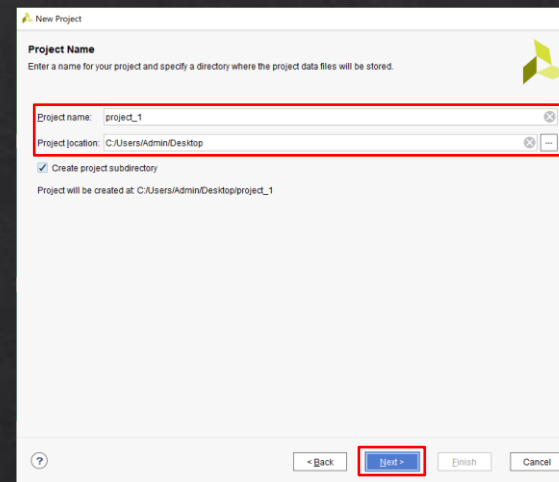 New Project
Project Name
Enter a name for your project and specify a directory where the project data files will be stored.
Project name: project_1
Project location: C:/Users/Admin/Desktop
Create project subdirectory
Project will be created at: C:/Users/Admin/Desktop/project_1
? < Back Next > Finish Cancel